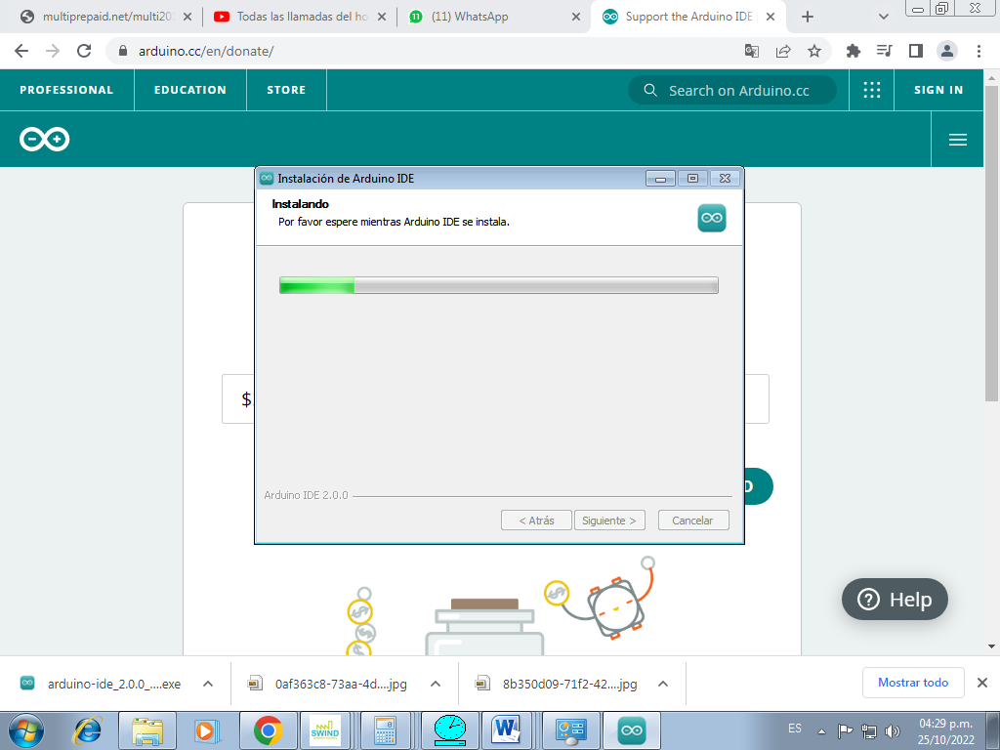 multiprepaid.net/multi20
Todas las llamadas del ho
11 (11) WhatsApp
Support the Arduino IDE
arduino.cc/en/donate/
PROFESSIONAL EDUCATION STORE Search on Arduino.cc SIGN IN
Instalación de Arduino IDE
Instalando
Por favor espere mientras Arduino IDE se instala.
$
Arduino IDE 2.0.0
< Atrás Siguiente > Cancelar
Help
arduino-ide_2.0.0_....exe
0af363c8-73aa-4d....jpg
8b350d09-71f2-42....jpg
Mostrar todo
SWIND
ES
04:29 p.m.
25/10/2022